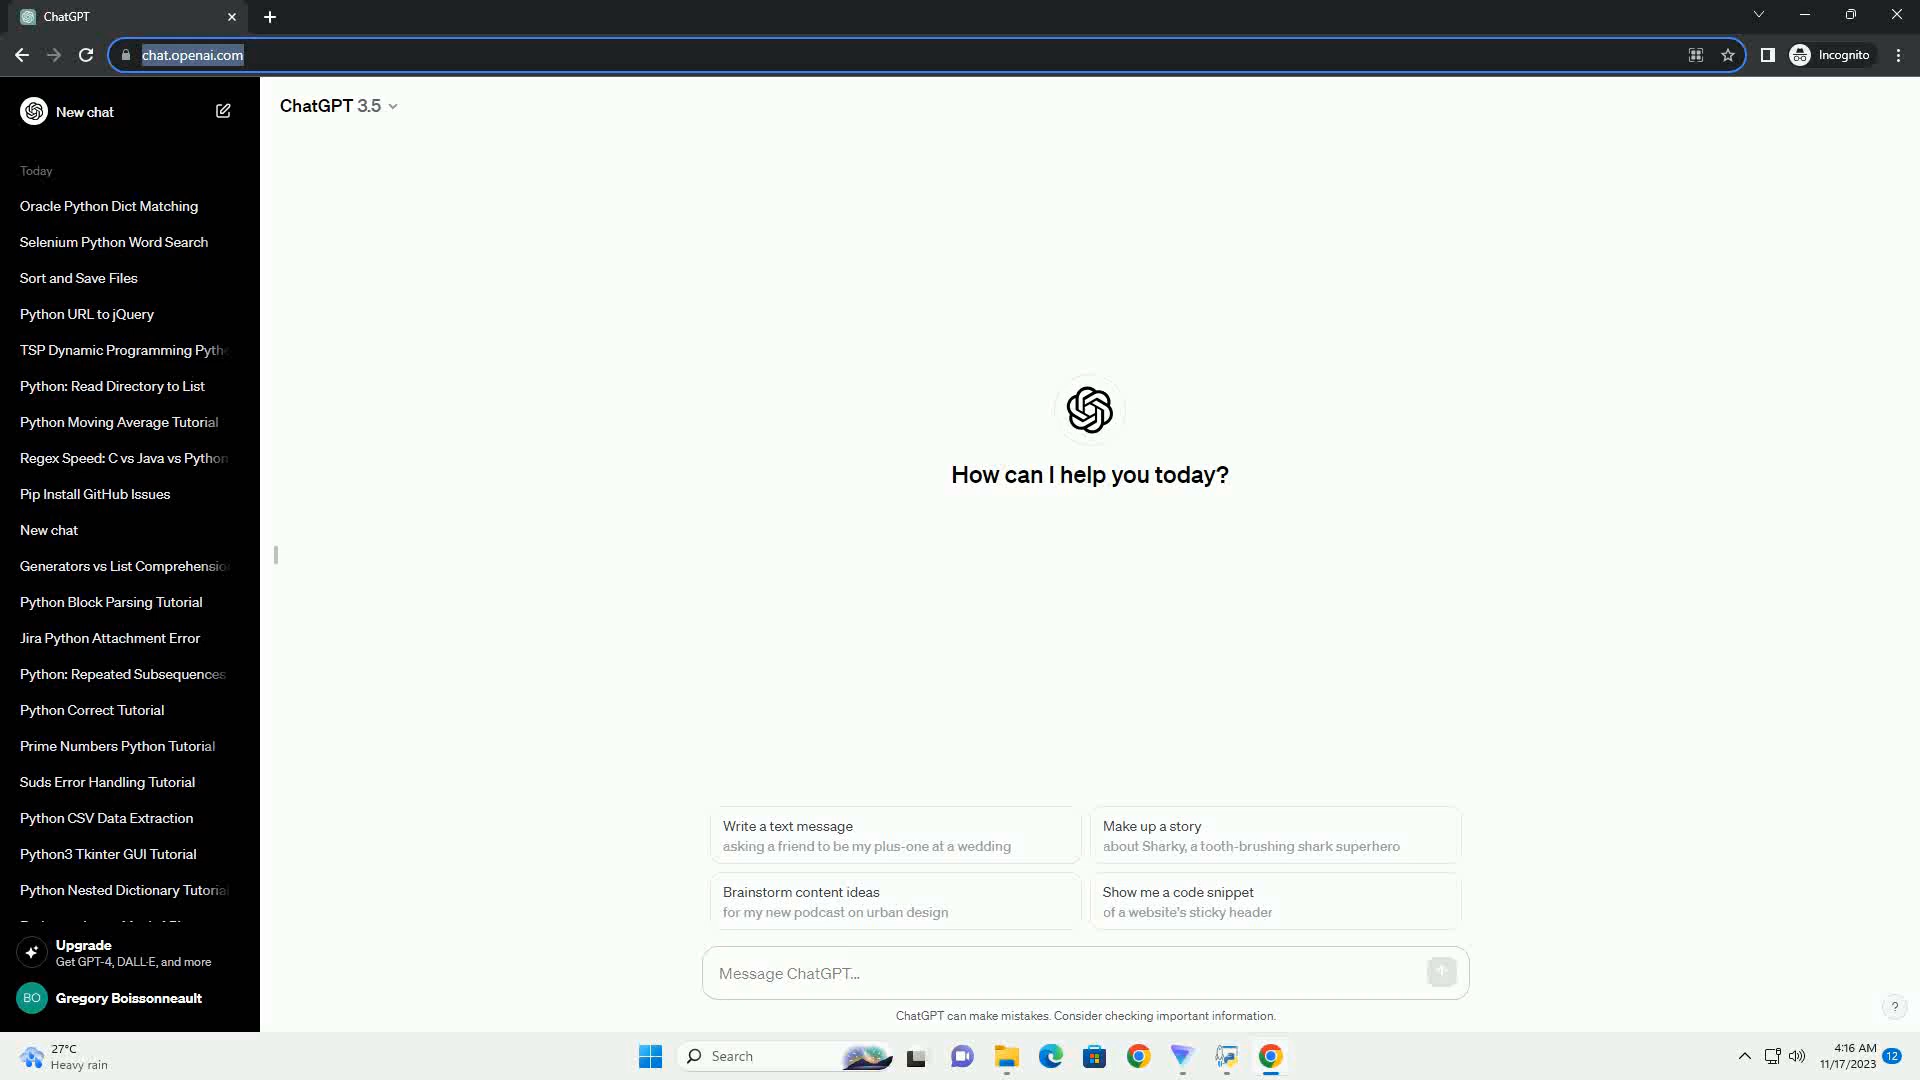 ChatGPT
chat.openai.com
Incognito
New chat
ChatGPT 3.5
Today
Oracle Python Dict Matching
Selenium Python Word Search
Sort and Save Files
Python URL to jQuery
TSP Dynamic Programming Pyth
Python: Read Directory to List
Python Moving Average Tutorial
Regex Speed: C vs Java vs Python
Pip Install GitHub Issues
New chat
Generators vs List Comprehensio
Python Block Parsing Tutorial
Jira Python Attachment Error
Python: Repeated Subsequences
Python Correct Tutorial
Prime Numbers Python Tutorial
Suds Error Handling Tutorial
Python CSV Data Extraction
Python3 Tkinter GUI Tutorial
Python Nested Dictionary Tutorial
Upgrade
Get GPT-4, DALL·E, and more
BO
Gregory Boissonneault
How can I help you today?
Write a text message
asking a friend to be my plus-one at a wedding
Make up a story
about Sharky, a tooth-brushing shark superhero
Brainstorm content ideas
for my new podcast on urban design
Show me a code snippet
of a website's sticky header
Message ChatGPT...
ChatGPT can make mistakes. Consider checking important information.
?
27°C
Heavy rain
Search
4:16 AM
11/17/2023
12